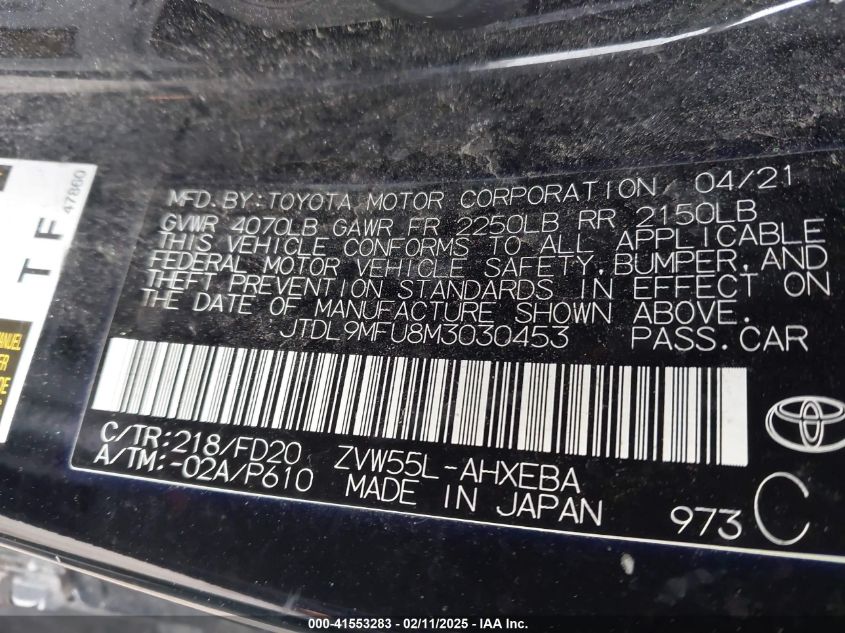 MFD.BY:TOYOTA MOTOR CORPORATION 04/21
GVWR 4070LB GAWR FR 2250LB RR 2150LB
THIS VEHICLE CONFORMS TO ALL APPLICABLE
FEDERAL MOTOR VEHICLE SAFETY,BUMPER,AND
THEFT PREVENTION STANDARDS IN EFFECT ON
THE DATE OF MANUFACTURE SHOWN ABOVE.
JTDL9MFU8M3030453 PASS.CAR
C/TR:218/FD20 ZVW55L-AHXEBA
A/TM:-02A/P610 MADE IN JAPAN
973 C
TF
47860
000-41553283 - 02/11/2025 - IAA Inc.